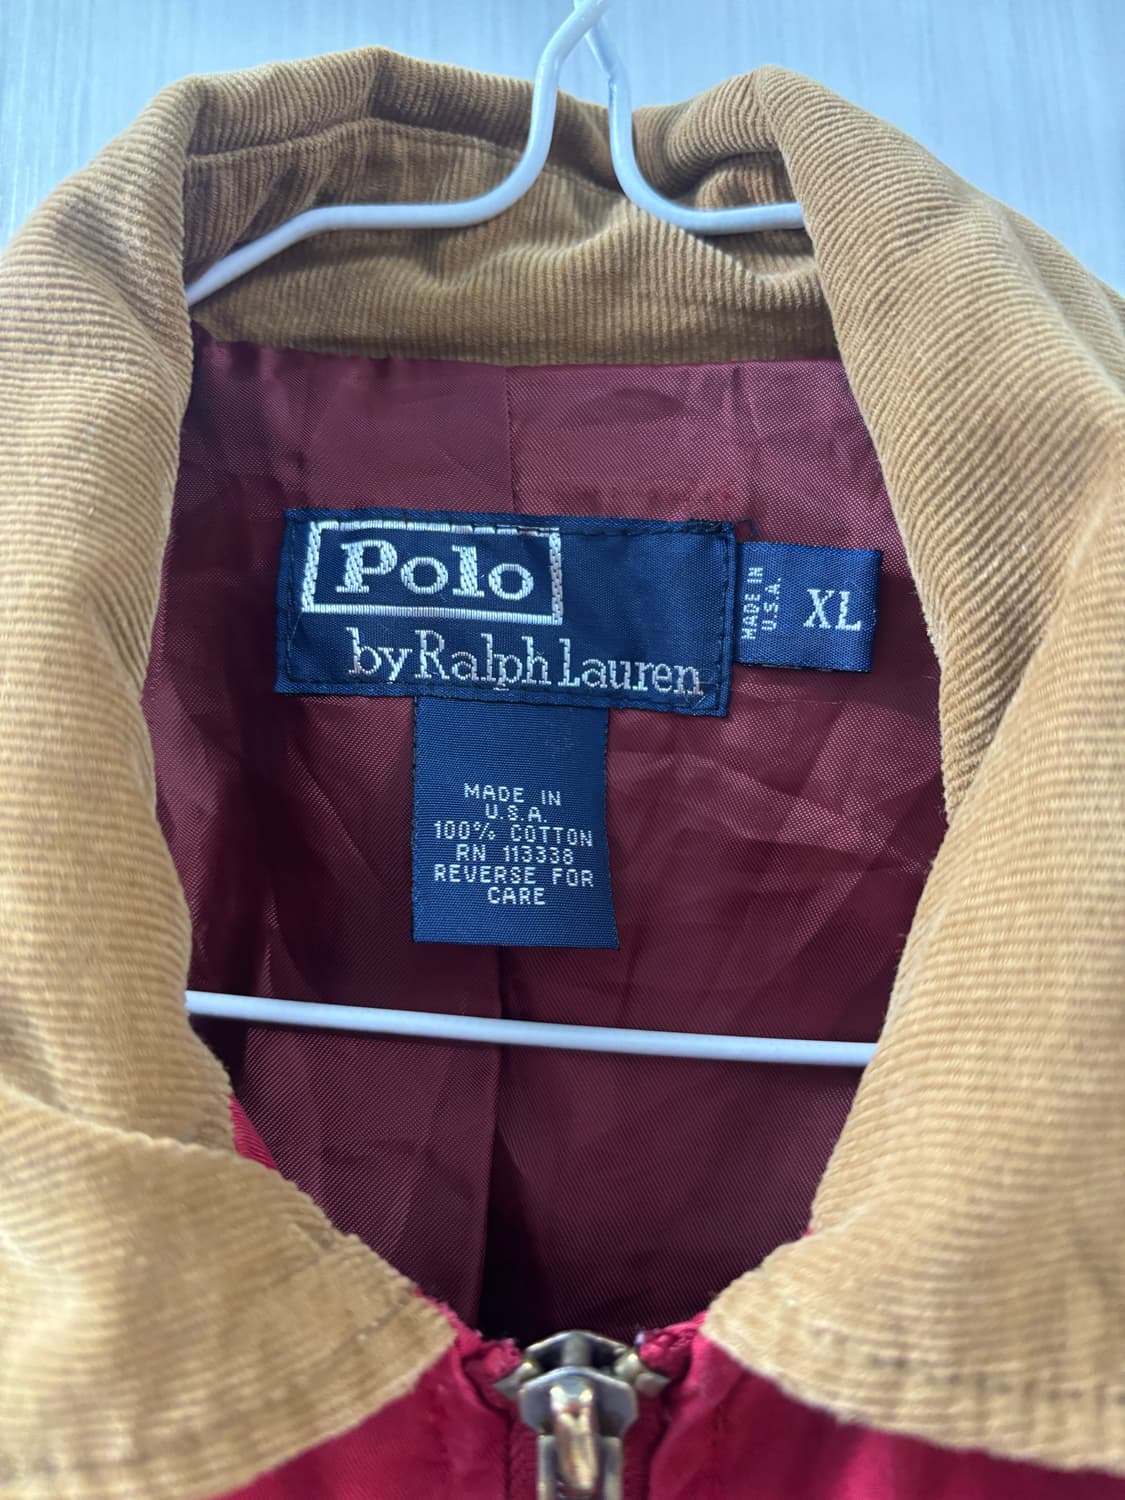 Polo
by Ralph Lauren
MADE IN
U.S.A.
XL
MADE IN
U.S.A.
100% COTTON
RN 113338
REVERSE FOR
CARE